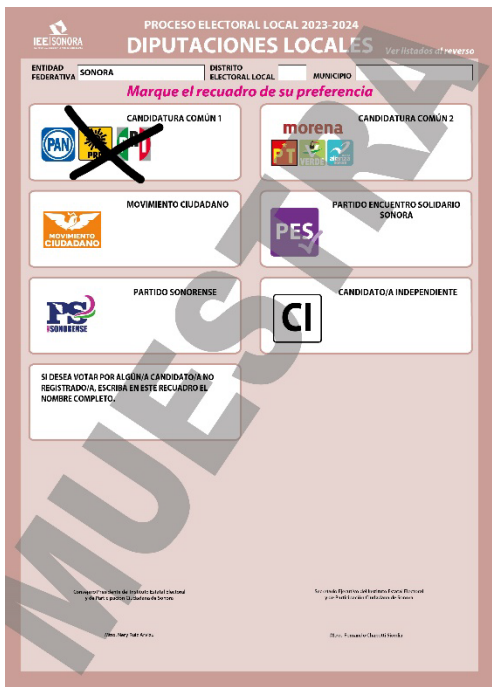 IEE|SONORA
PROCESO ELECTORAL LOCAL 2023-2024
DIPUTACIONES LOCALES
Ver listados al reverso
ENTIDAD
FEDERATIVA SONORA
DISTRITO
ELECTORAL LOCAL
MUNICIPIO
Marque el recuadro de su preferencia
CANDIDATURA COMÚN 1
PAN
PRD
CANDIDATURA COMÚN 2
morena
PT
VERDE
MOVIMIENTO CIUDADANO
MOVIMIENTO
CIUDADANO
PARTIDO ENCUENTRO SOLIDARIO
SONORA
PES
PARTIDO SONORENSE
PS
SONORENSE
CANDIDATO/A INDEPENDIENTE
CI
SI DESEA VOTAR POR ALGÚN/A CANDIDATO/A NO
REGISTRADO/A, ESCRIBA EN ESTE RECUADRO EL
NOMBRE COMPLETO.
MUESTRA